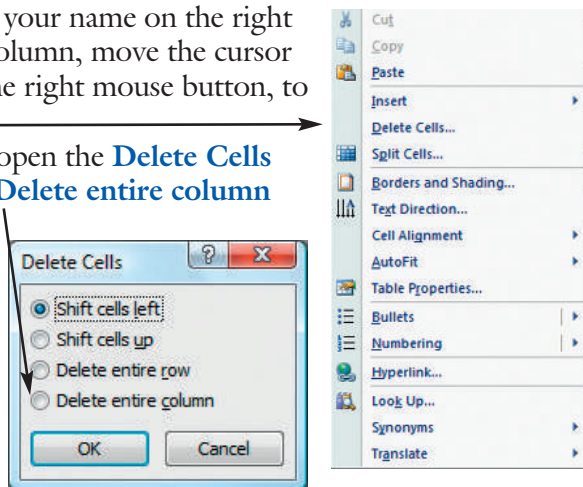 your name on the right
olumn, move the cursor
e right mouse button, to
open the Delete Cells
Delete entire column
Delete Cells
Shift cells left
Shift cells up
Delete entire row
Delete entire column
OK Cancel
Cut
Copy
Paste
Insert
Delete Cells...
Split Cells...
Borders and Shading...
Text Direction...
Cell Alignment
AutoFit
Table Properties...
Bullets
Numbering
Hyperlink...
Look Up...
Synonyms
Translate